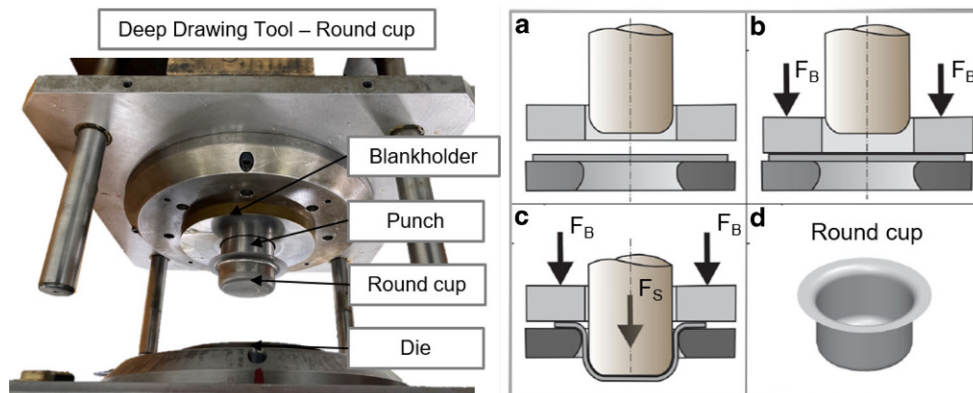 Deep Drawing Tool – Round cup
Blankholder
Punch
Round cup
Die
a
b
F_B F_B
c
F_B F_B
F_S
d
Round cup